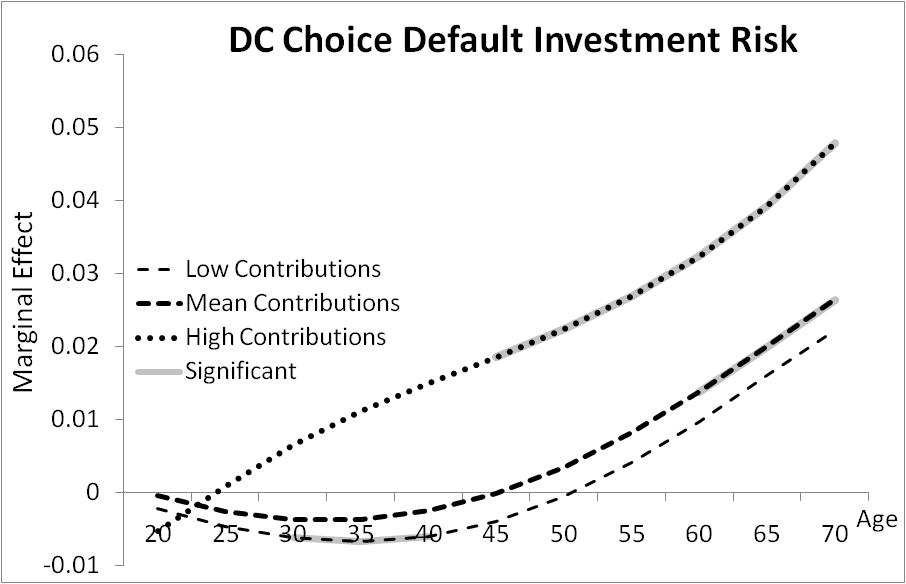 DC Choice Default Investment Risk
0.06
0.05
0.04
0.03
0.02
0.01
0
-0.01
Marginal Effect
Low Contributions
Mean Contributions
High Contributions
Significant
20 25 30 35 40 45 50 55 60 65 70
Age